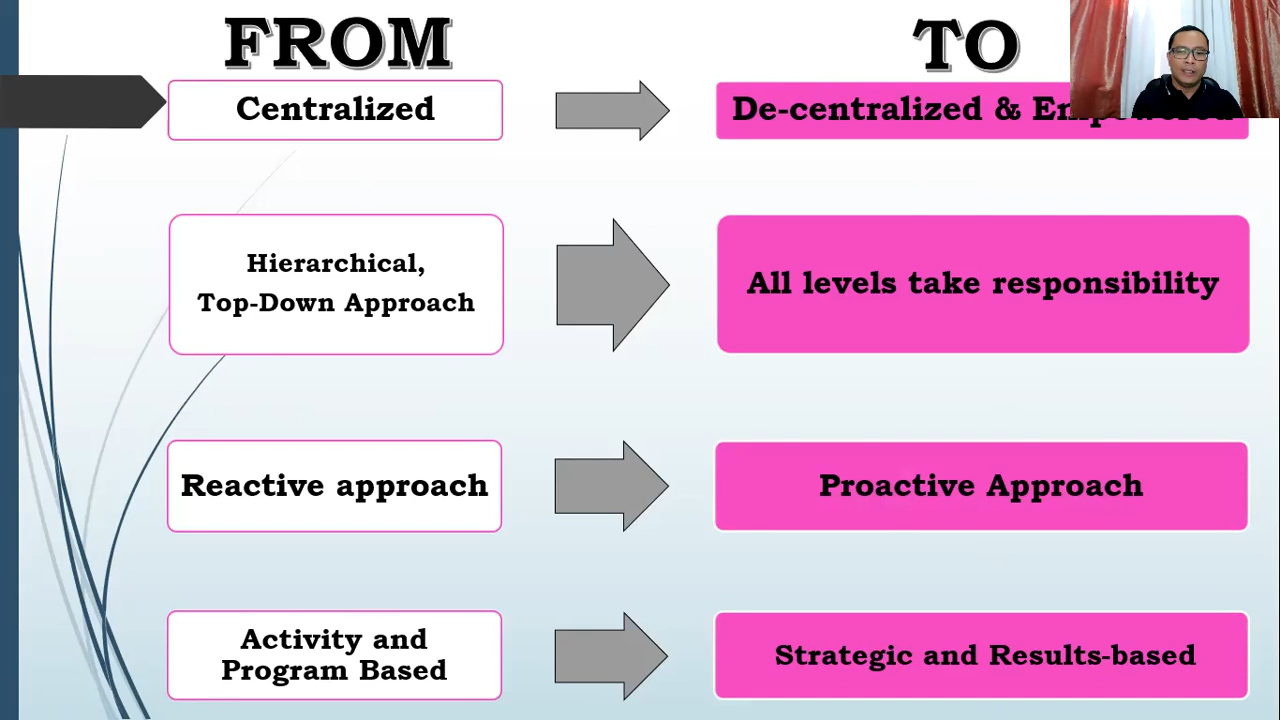 FROM
TO
Centralized
De-centralized & Empowered
Hierarchical,
Top-Down Approach
All levels take responsibility
Reactive approach
Proactive Approach
Activity and
Program Based
Strategic and Results-based